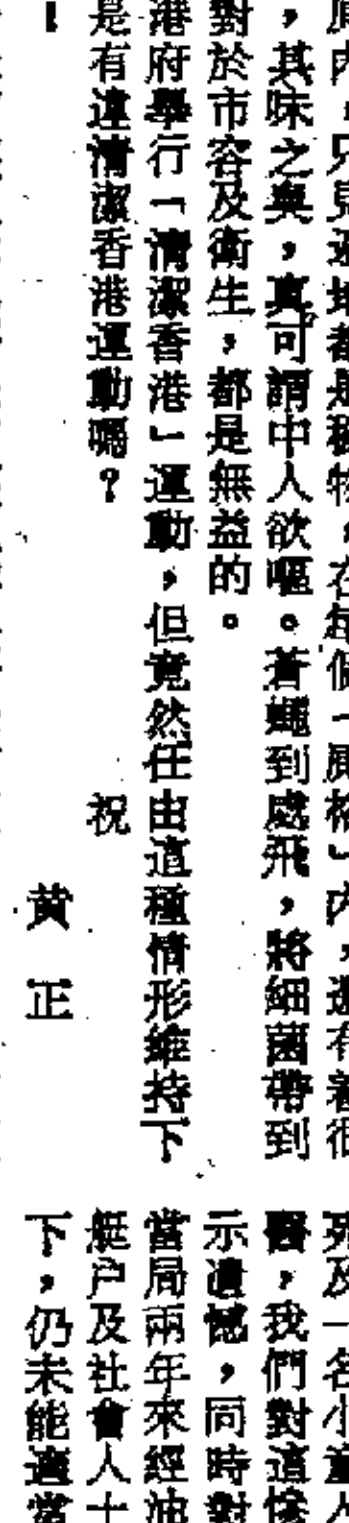 廁內，只見遍地都是穢物，在每個「廁格」內，還有着很
，其味之臭，真可謂中人欲嘔。蒼蠅到處飛，將細菌帶到
對於市容及衞生，都是無益的。
港府舉行「清潔香港」運動，但竟然任由這種情形維持下
是有違清潔香港運動嗎？ 祝
！
黃 正
死及一名小童入
醫，我們對這慘
示遺憾，同時對
當局兩年來經油
艇户及社會人士
下，仍未能適當